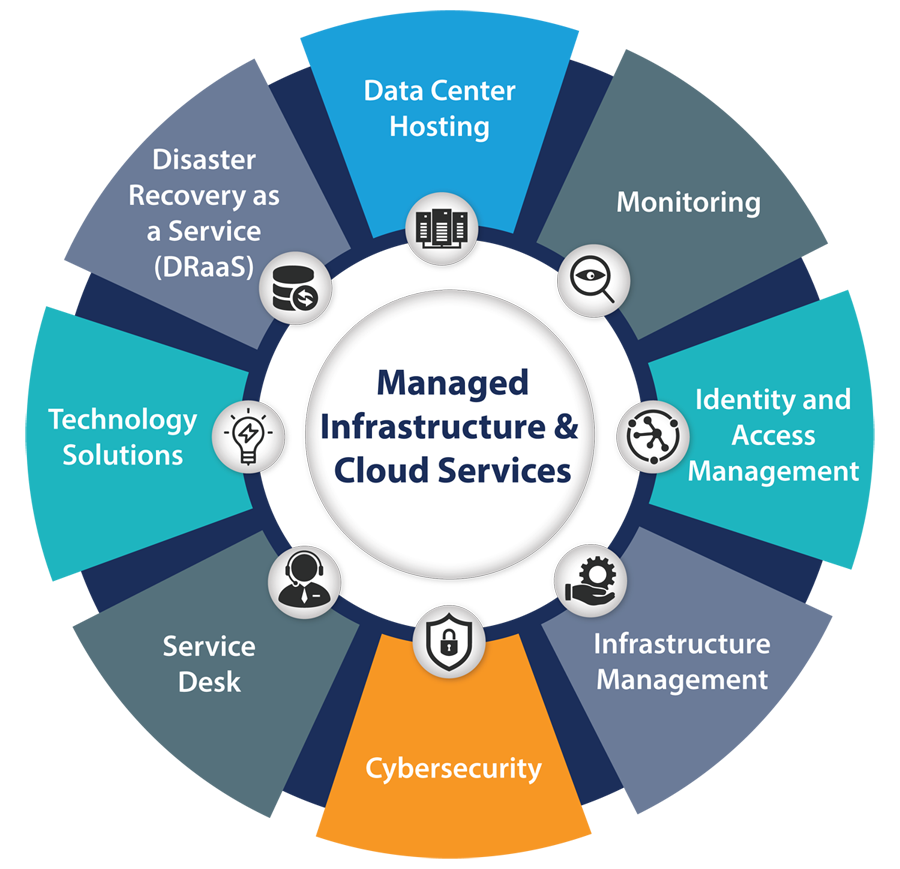 Data Center
Hosting
Monitoring
Identity and
Access
Management
Infrastructure
Management
Cybersecurity
Service
Desk
Technology
Solutions
Disaster
Recovery as
a Service
(DRaaS)
Managed
Infrastructure &
Cloud Services